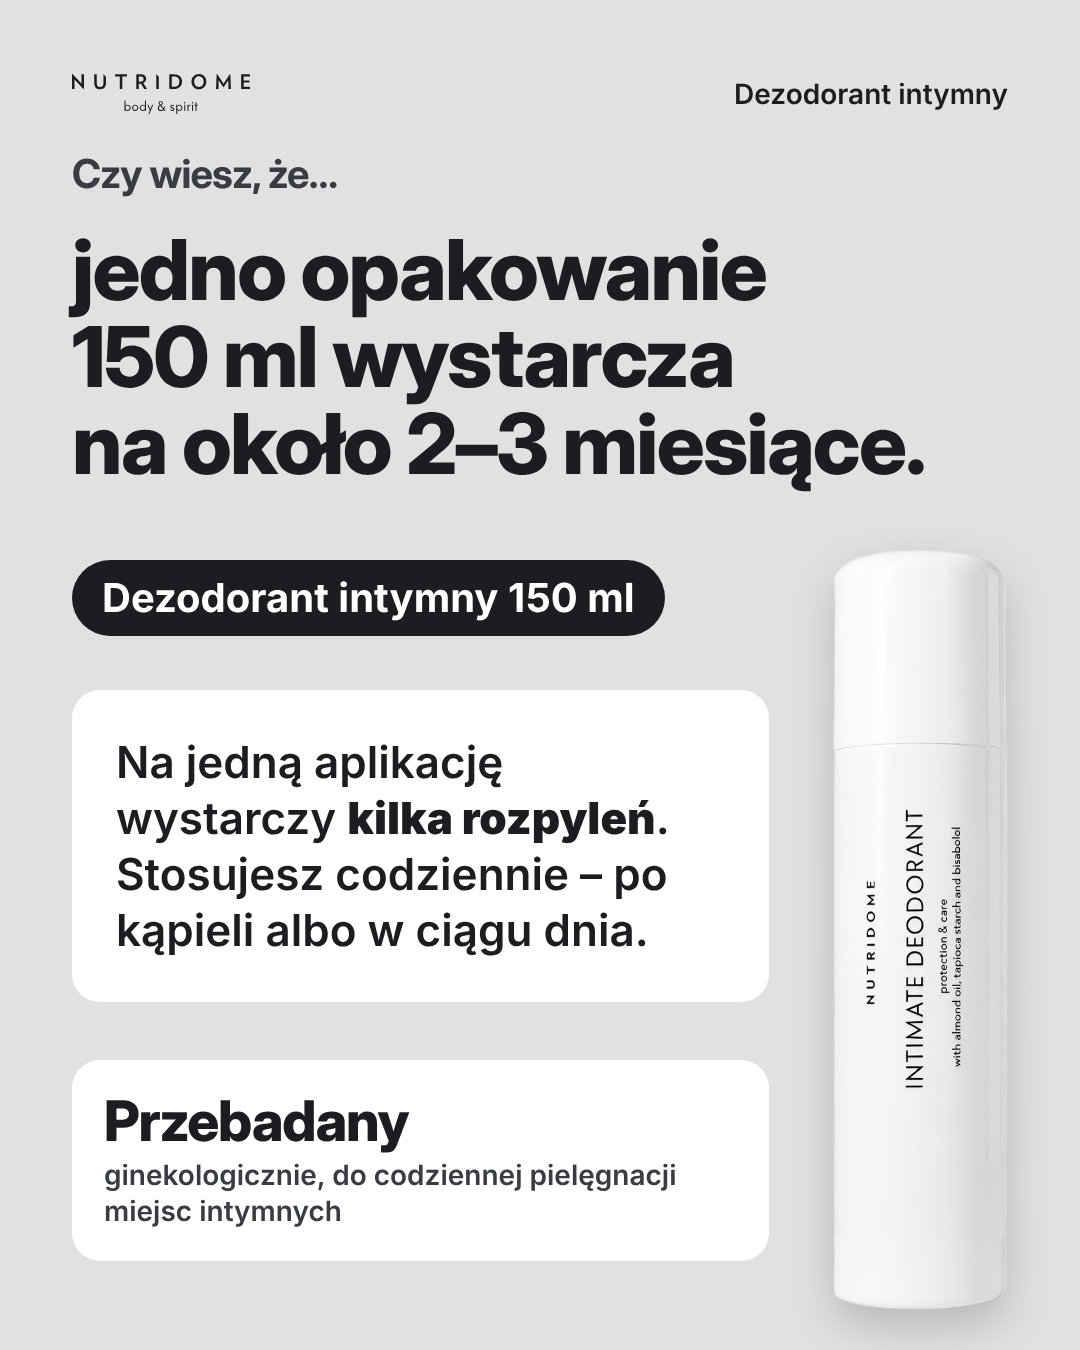 NUTRIDOME
body & spirit
Dezodorant intymny
Czy wiesz, że...
jedno opakowanie
150 ml wystarcza
na około 2–3 miesiące.
Dezodorant intymny 150 ml
Na jedną aplikację
wystarczy kilka rozpyleń.
Stosujesz codziennie – po
kąpieli albo w ciągu dnia.
Przebadany
ginekologicznie, do codziennej pielęgnacji
miejsc intymnych
NUTRIDOME
INTIMATE DEODORANT
protection & care
with almond oil, tapioca starch and bisabolol